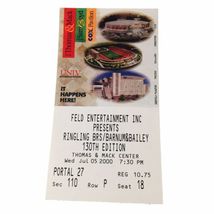 Thomas & Mack
Sam Boyd
COX Pavilion
UNLV
IT
HAPPENS
HERE!
FELD ENTERTAINMENT INC
PRESENTS
RINGLING BRS/BARNUM&BAILEY
130TH EDITION
THOMAS & MACK CENTER
Wed Jul 05 2000 7:30 PM
PORTAL 27 REG 10.75
Sec 110 Row P Seat 18